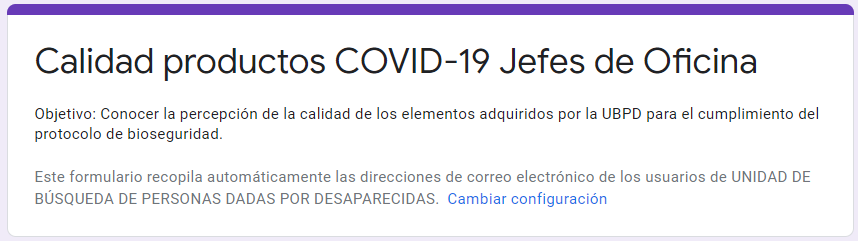 Calidad productos COVID-19 Jefes de Oficina
Objetivo: Conocer la percepción de la calidad de los elementos adquiridos por la UBPD para el cumplimiento del
protocolo de bioseguridad.
Este formulario recopila automáticamente las direcciones de correo electrónico de los usuarios de UNIDAD DE
BÚSQUEDA DE PERSONAS DADAS POR DESAPARECIDAS. Cambiar configuración